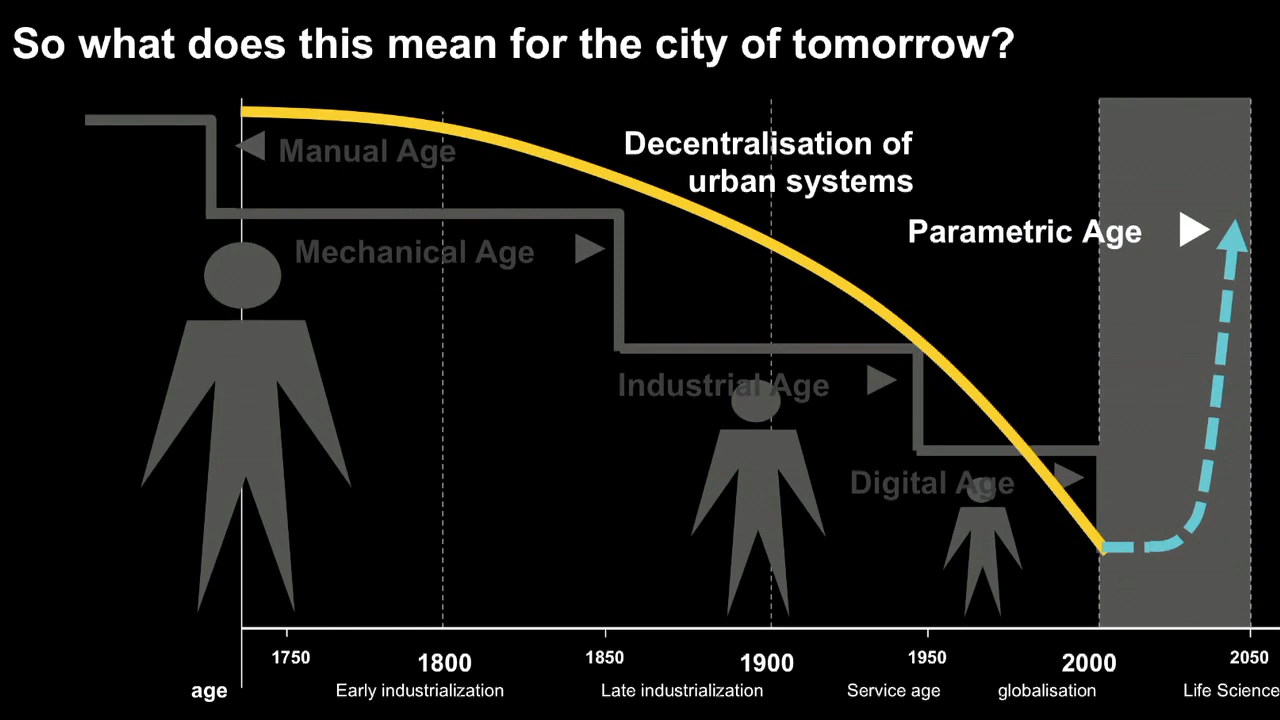 So what does this mean for the city of tomorrow?
Manual Age
Decentralisation of
urban systems
Parametric Age
Mechanical Age
Industrial Age
Digital Age
1750
1800
1850
1900
1950
2000
2050
age
Early industrialization
Late industrialization
Service age
globalisation
Life Science